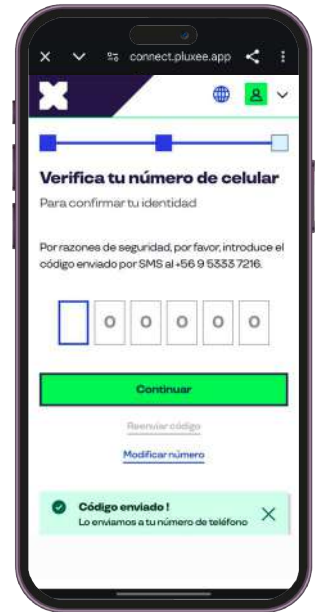 connect.pluxee.app
Verifica tu número de celular
Para confirmar tu identidad
Por razones de seguridad, por favor, introduce el
código enviado por SMS al +56 9 5333 7216.
0 0 0 0 0
Continuar
Reenviar código
Modificar número
Código enviado !
Lo enviamos a tu número de teléfono